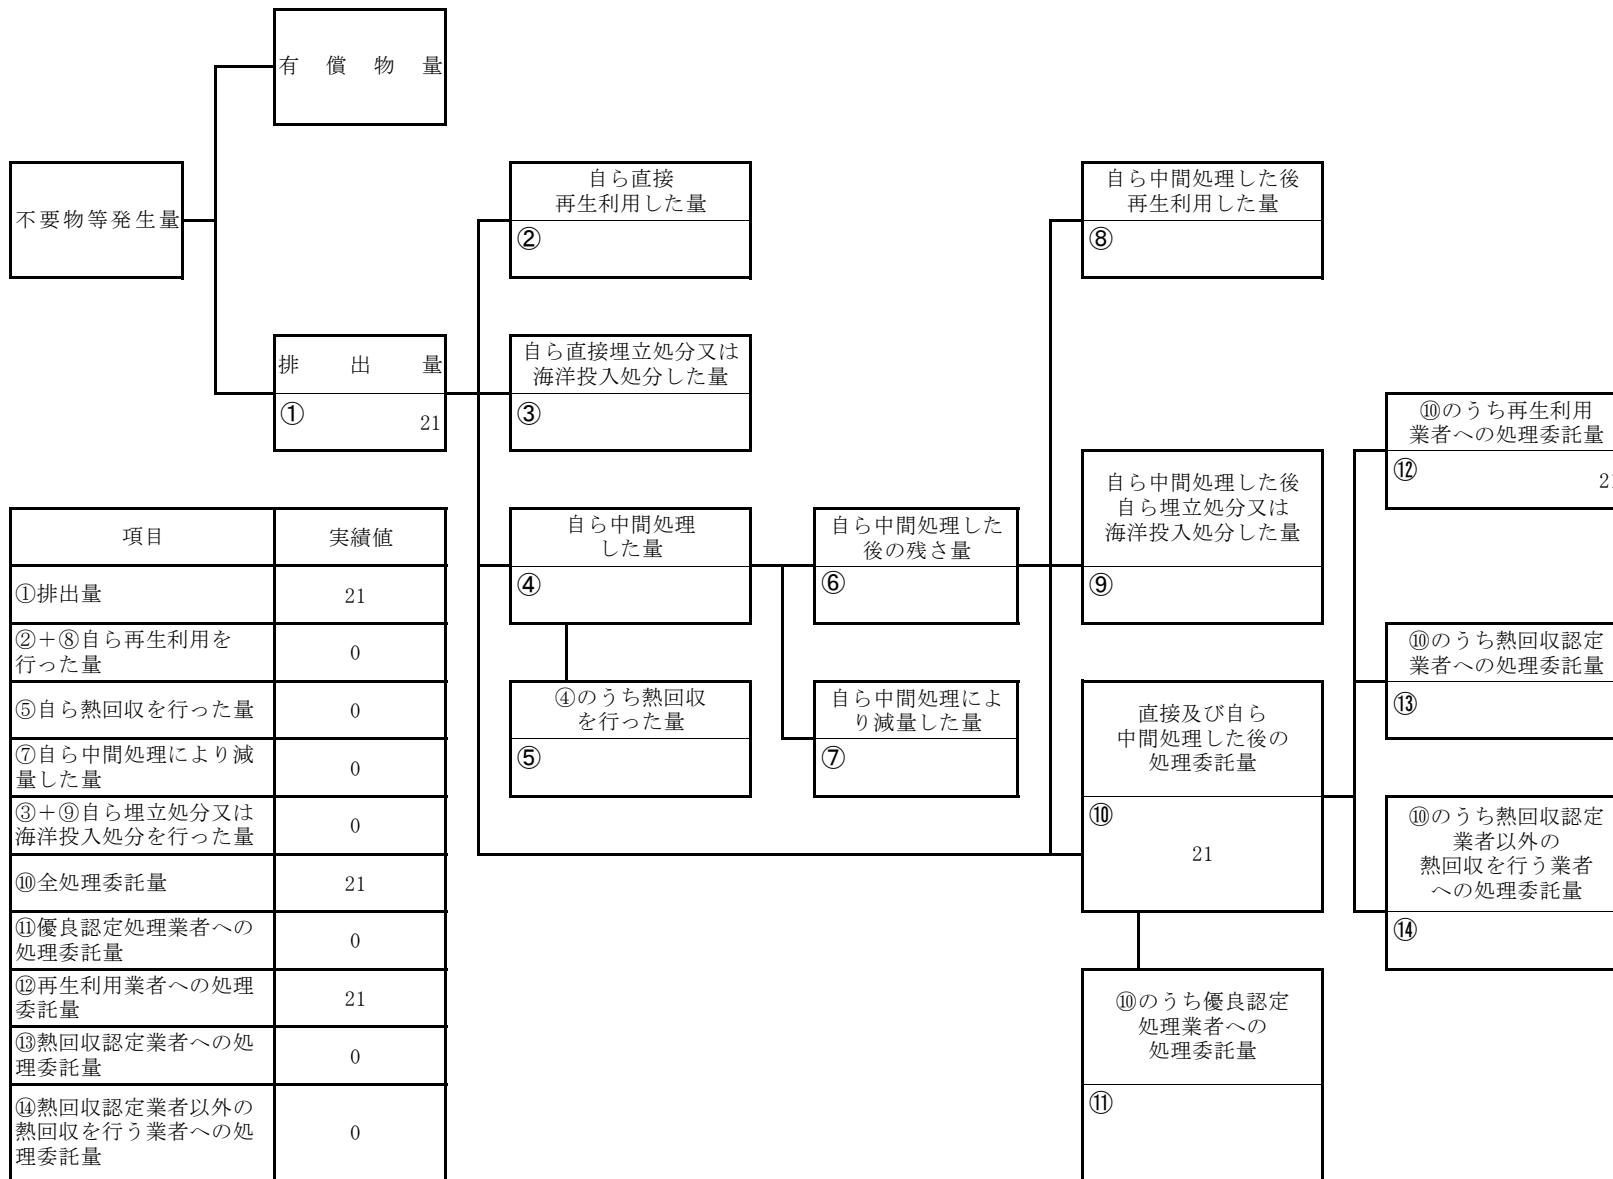 有償物量
不要物等発生量
自ら直接
再生利用した量
②
自ら中間処理した後
再生利用した量
⑧
排出量
①
21
自ら直接埋立処分又は
海洋投入処分した量
③
⑩のうち再生利用
業者への処理委託量
⑫
自ら中間処理した後
自ら埋立処分又は
海洋投入処分した量
⑨
自ら中間処理
した量
④
自ら中間処理した
後の残さ量
⑥
⑩のうち熱回収認定
業者への処理委託量
⑬
④のうち熱回収
を行った量
⑤
自ら中間処理によ
り減量した量
⑦
直接及び自ら
中間処理した後の
処理委託量
⑩
21
⑩のうち熱回収認定
業者以外の
熱回収を行う業者
への処理委託量
⑭
⑩のうち優良認定
処理業者への
処理委託量
⑪
項目 実績値
①排出量 21
②+⑧自ら再生利用を
行った量 0
⑤自ら熱回収を行った量 0
⑦自ら中間処理により減
量した量 0
③+⑨自ら埋立処分又は
海洋投入処分を行った量 0
⑩全処理委託量 21
⑪優良認定処理業者への
処理委託量 0
⑫再生利用業者への処理
委託量 21
⑬熱回収認定業者への処
理委託量 0
⑭熱回収認定業者以外の
熱回収を行う業者への処
理委託量 0